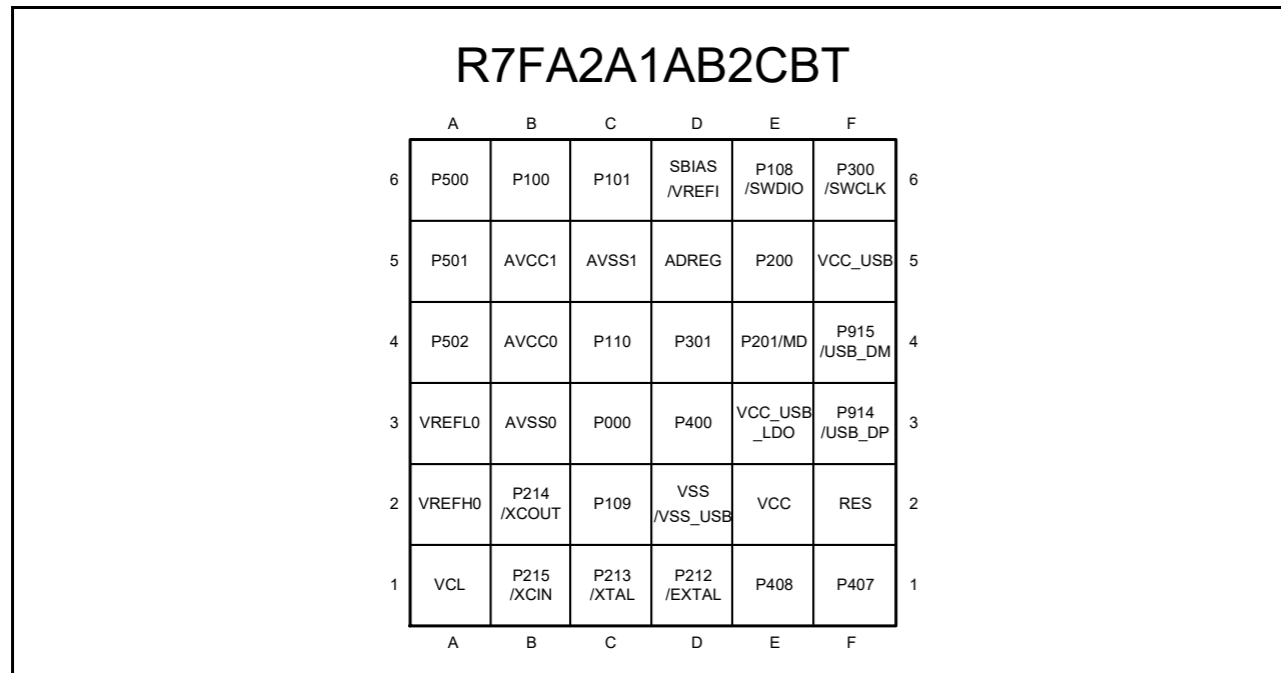 R7FA2A1AB2CBT
A B C D E F
6 P500 P100 P101 SBIAS /VREFI P108 /SWDIO P300 /SWCLK 6
5 P501 AVCC1 AVSS1 ADREG P200 VCC_USB 5
4 P502 AVCC0 P110 P301 P201/MD P915 /USB_DM 4
3 VREFL0 AVSS0 P000 P400 VCC_USB _LDO P914 /USB_DP 3
2 VREFH0 P214 /XCOUT P109 VSS /VSS_USB VCC RES 2
1 VCL P215 /XCIN P213 /XTAL P212 /EXTAL P408 P407 1
A B C D E F